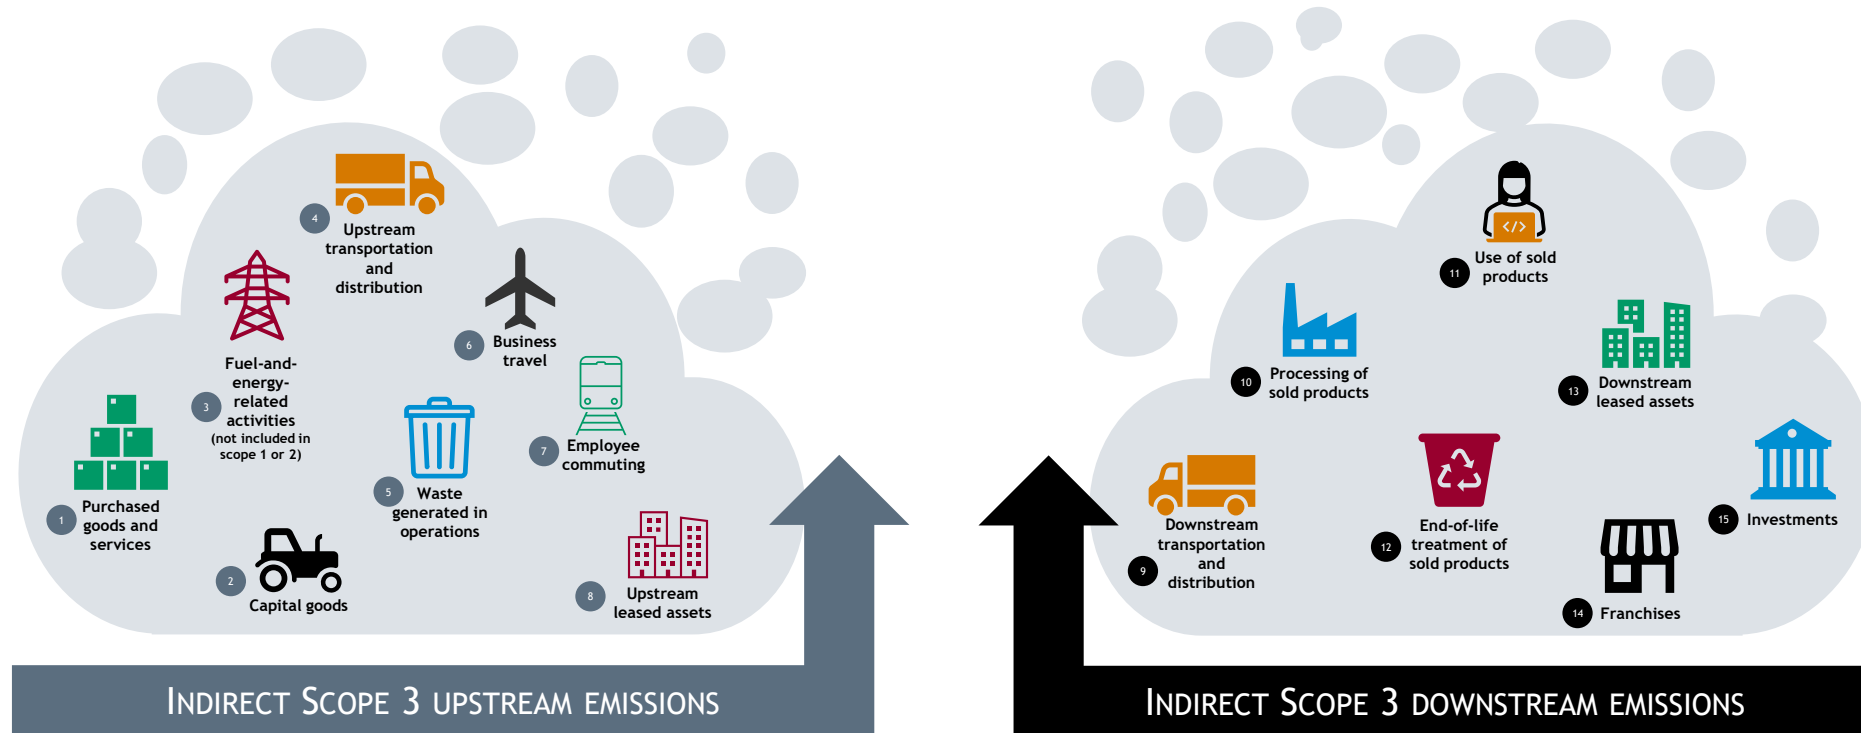 4
Upstream
transportation
and
distribution
3
Fuel-and-
energy-
related
activities
(not included in
scope 1 or 2)
6
Business
travel
7
Employee
commuting
1
Purchased
goods and
services
5
Waste
generated in
operations
2
Capital goods
8
Upstream
leased assets
INDIRECT SCOPE 3 UPSTREAM EMISSIONS
11
Use of sold
products
10
Processing of
sold products
13
Downstream
leased assets
9
Downstream
transportation
and
distribution
12
End-of-life
treatment of
sold products
15
Investments
14
Franchises
</>
INDIRECT SCOPE 3 DOWNSTREAM EMISSIONS